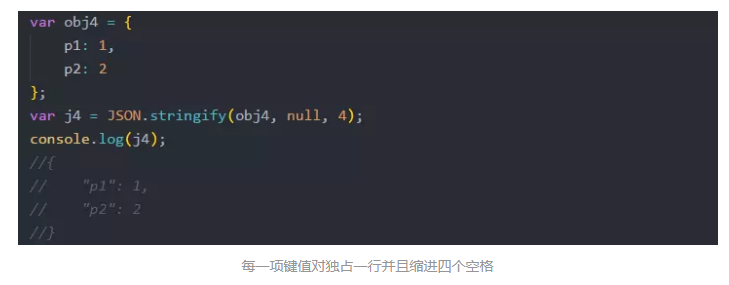 var obj4 = {
    p1: 1,
    p2: 2
};
var j4 = JSON.stringify(obj4, null, 4);
console.log(j4);
//{
//    "p1": 1,
//    "p2": 2
//}
每一项键值对独占一行并且缩进四个空格